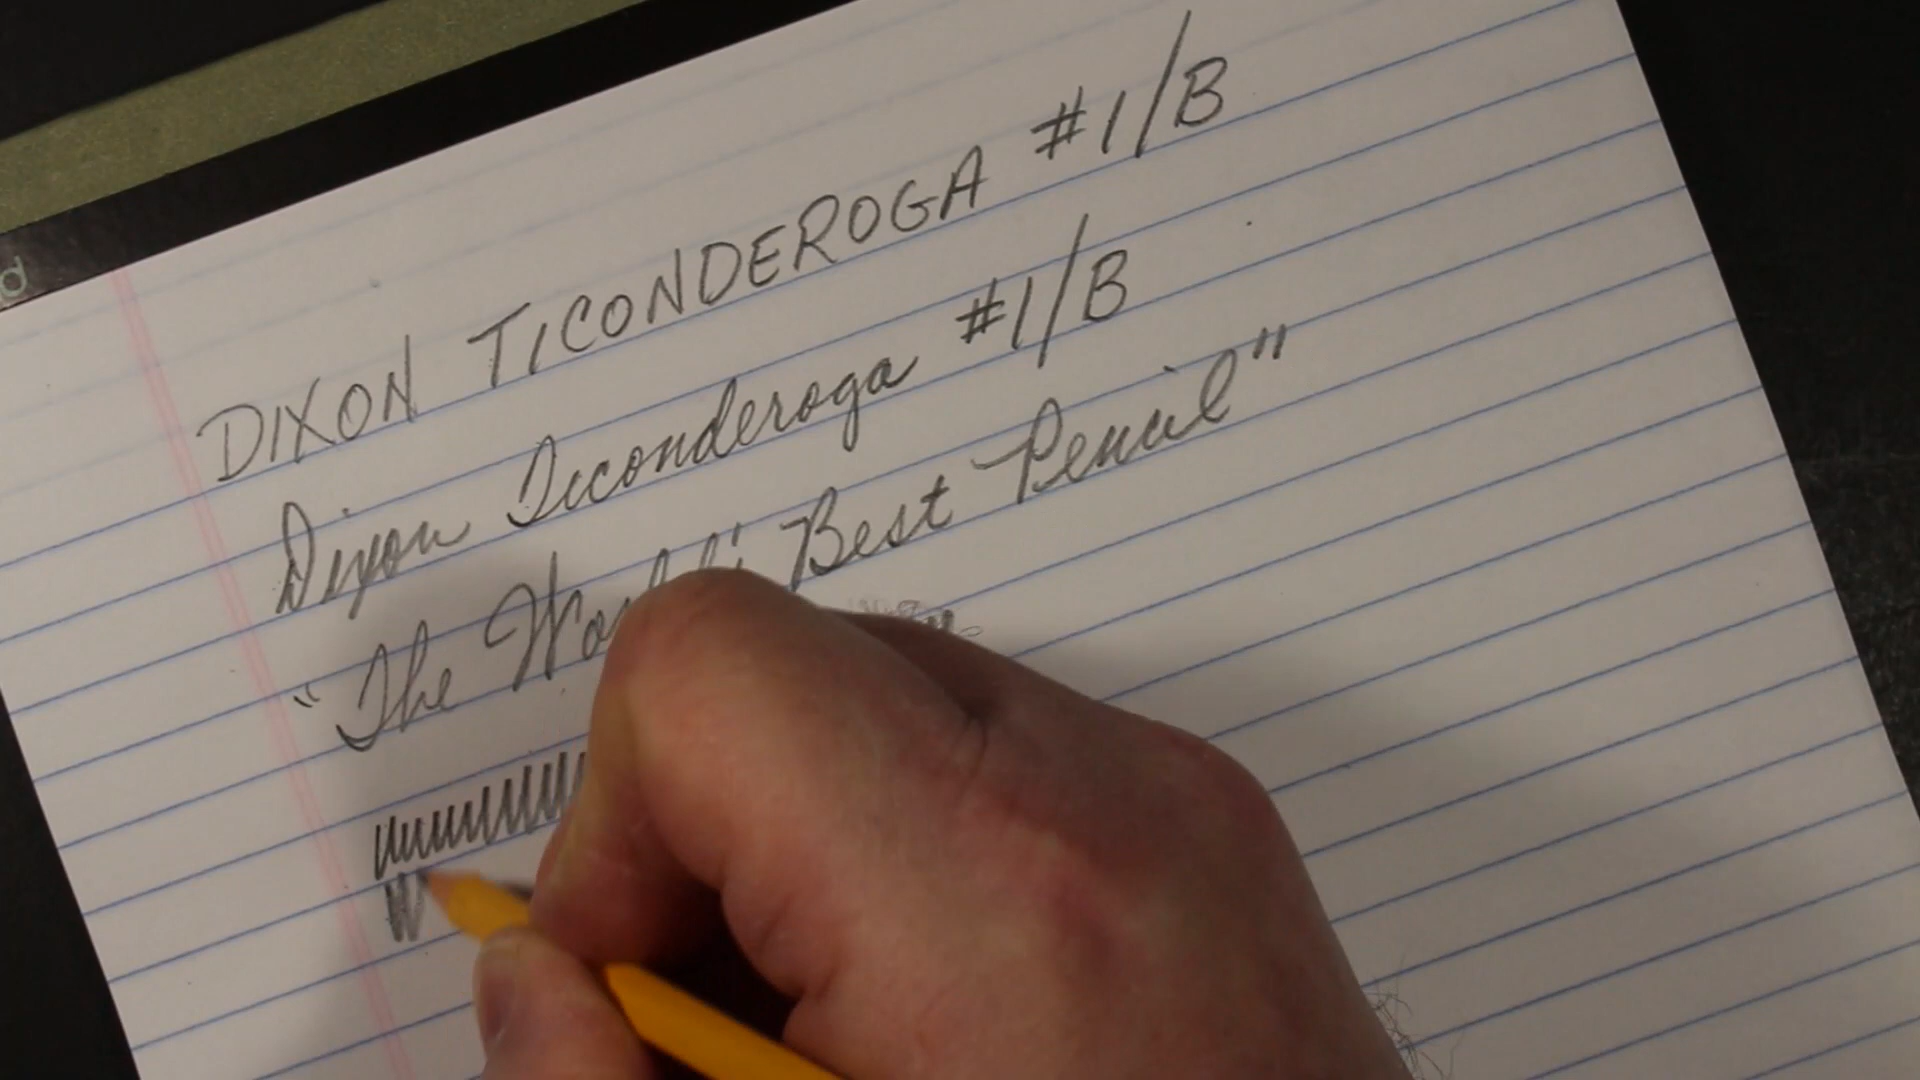 DIXON TICONDEROGA #1/B
Dixon Ticonderoga #1/B
"The World's Best Pencil"